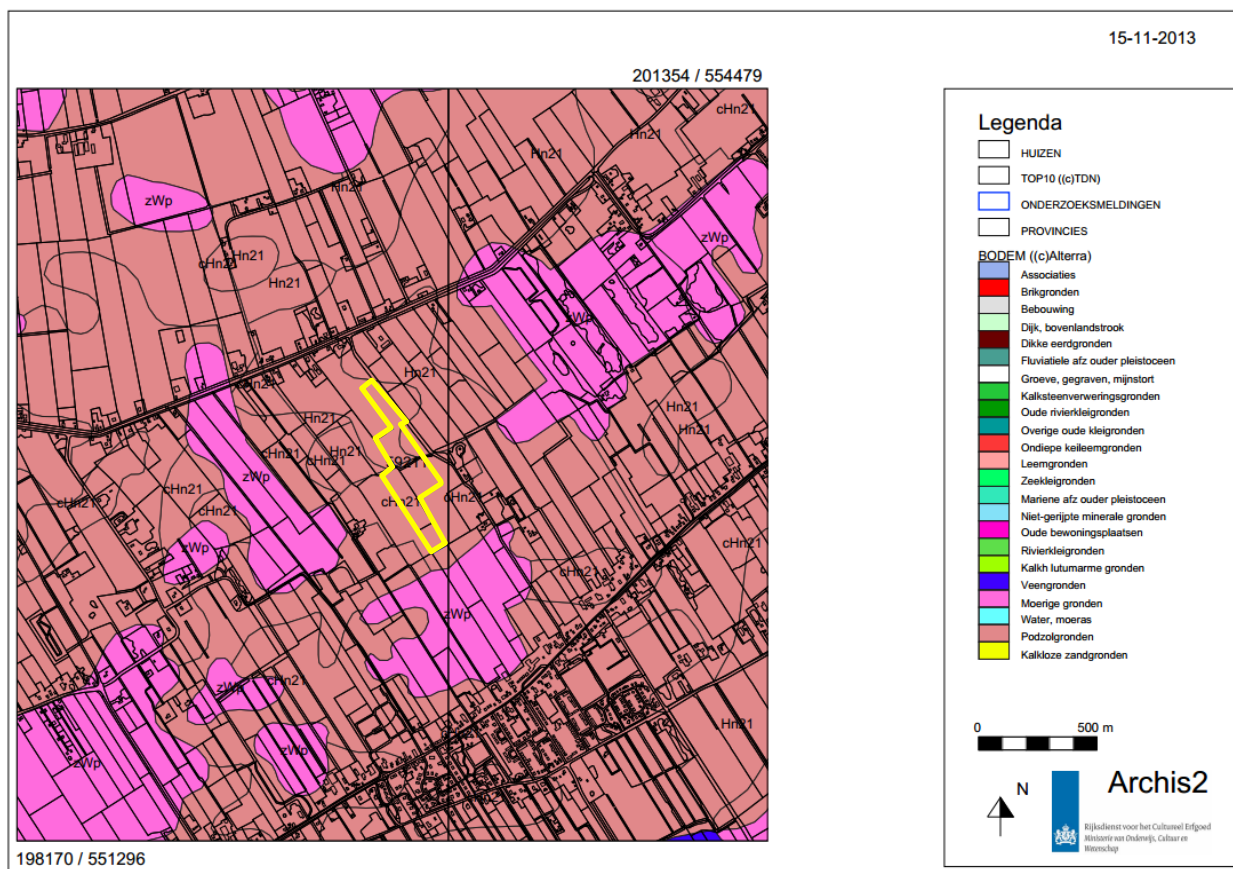 15-11-2013
201354 / 554479
cHn21
Hn21
Hn21
Hn21
zWp
zWp
Hn21
Hn21
Hn21
zWp
Hn21
Hn21
Hn21
Hn21
cHn21
cHn21
Hn21
zWp
cHn21
cHn21
cHn21
cHn21
cHn21
zWp
cHn21
cHn21
zWp
cHn21
zWp
Hn21
zWp
zWp
198170 / 551296
Legenda
HUIZEN
TOP10 ((c)TDN)
ONDERZOEKSMELDINGEN
PROVINCIES
BODEM ((c)Alterra)
Associaties
Brikgronden
Bebouwing
Dijk, bovenlandstrook
Dikke eerdgronden
Fluviatiele afz ouder pleistoceen
Groeve, gegraven, mijnstort
Kalksteenverweringsgronden
Oude rivierkleigronden
Overige oude kleigronden
Ondiepe keileemgronden
Leemgronden
Zeekleigronden
Mariene afz ouder pleistoceen
Niet-gerijpte minerale gronden
Oude bewoningsplaatsen
Rivierkleigronden
Kalkh lutumarme gronden
Veengronden
Moerige gronden
Water, moeras
Podzolgronden
Kalkloze zandgronden
0 500 m
N
Archis2
Rijksdienst voor het Cultureel Erfgoed
Ministerie van Onderwijs, Cultuur en
Wetenschap